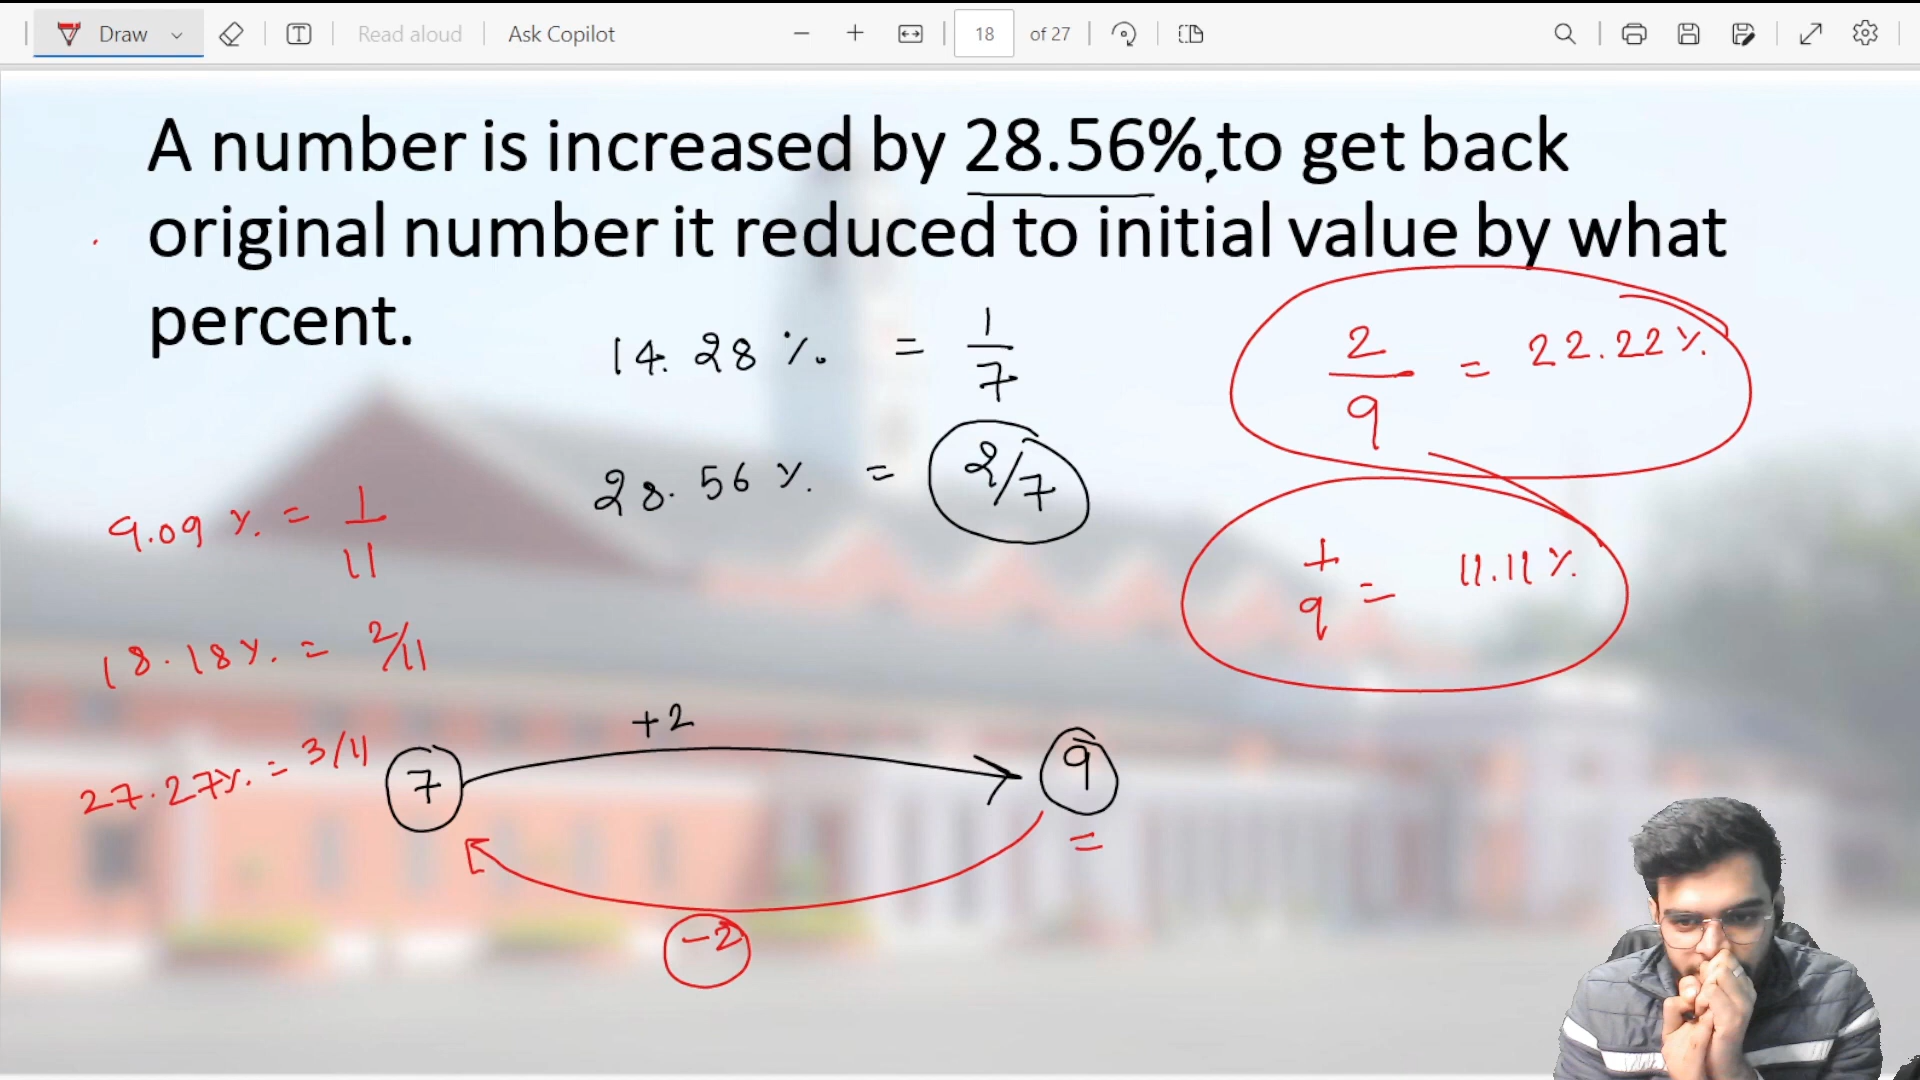 Draw Read aloud Ask Copilot 18 of 27
A number is increased by 28.56%,to get back
original number it reduced to initial value by what
percent.
14.28 % = 1/7
2/9 = 22.22%
28.56 % = 2/7
9.09 % = 1/11
1/9 = 11.11%
18.18% = 2/11
27.27% = 3/11
+2
7
9
=
-2